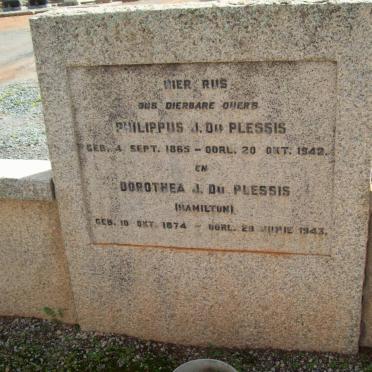 HIER RUS
ONS DIERBARE OUERS
PHILIPPUS J. DU PLESSIS
GEB. 4 SEPT. 1865 – OORL. 20 OKT. 1942.
EN
DOROTHEA J. DU PLESSIS
(HAMILTON)
GEB. 10 OKT. 1874 – OORL. 29 JUNIE 1943.